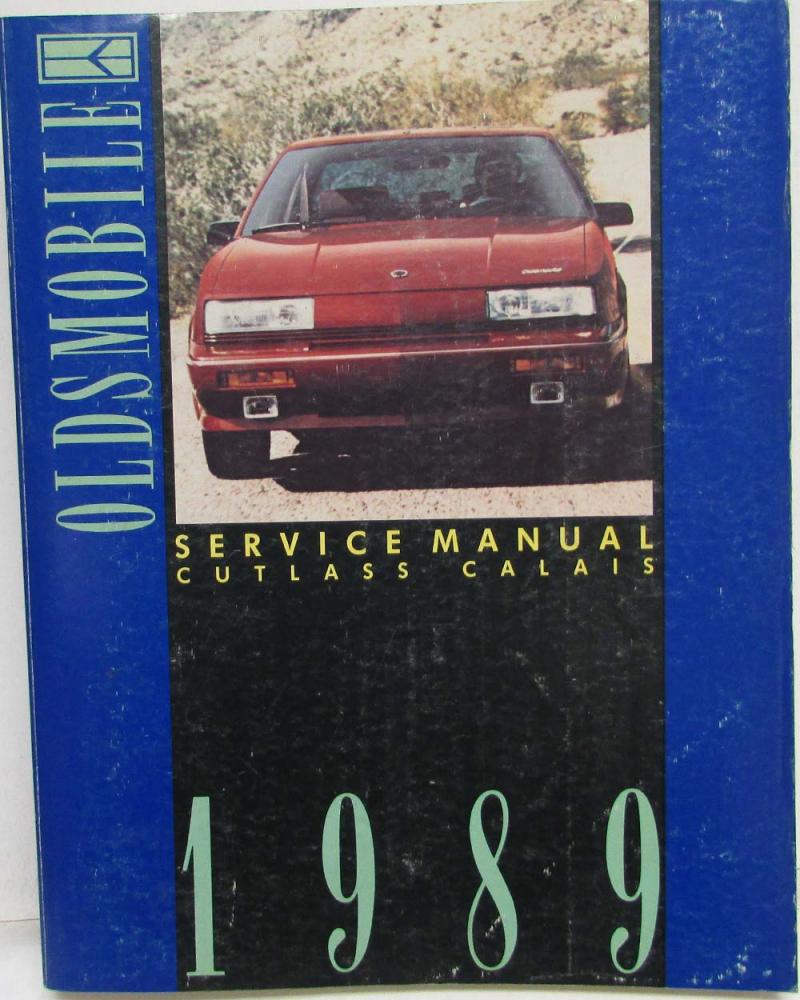 OLDSMOBILE
SERVICE MANUAL
CUTLASS CALAIS
1989